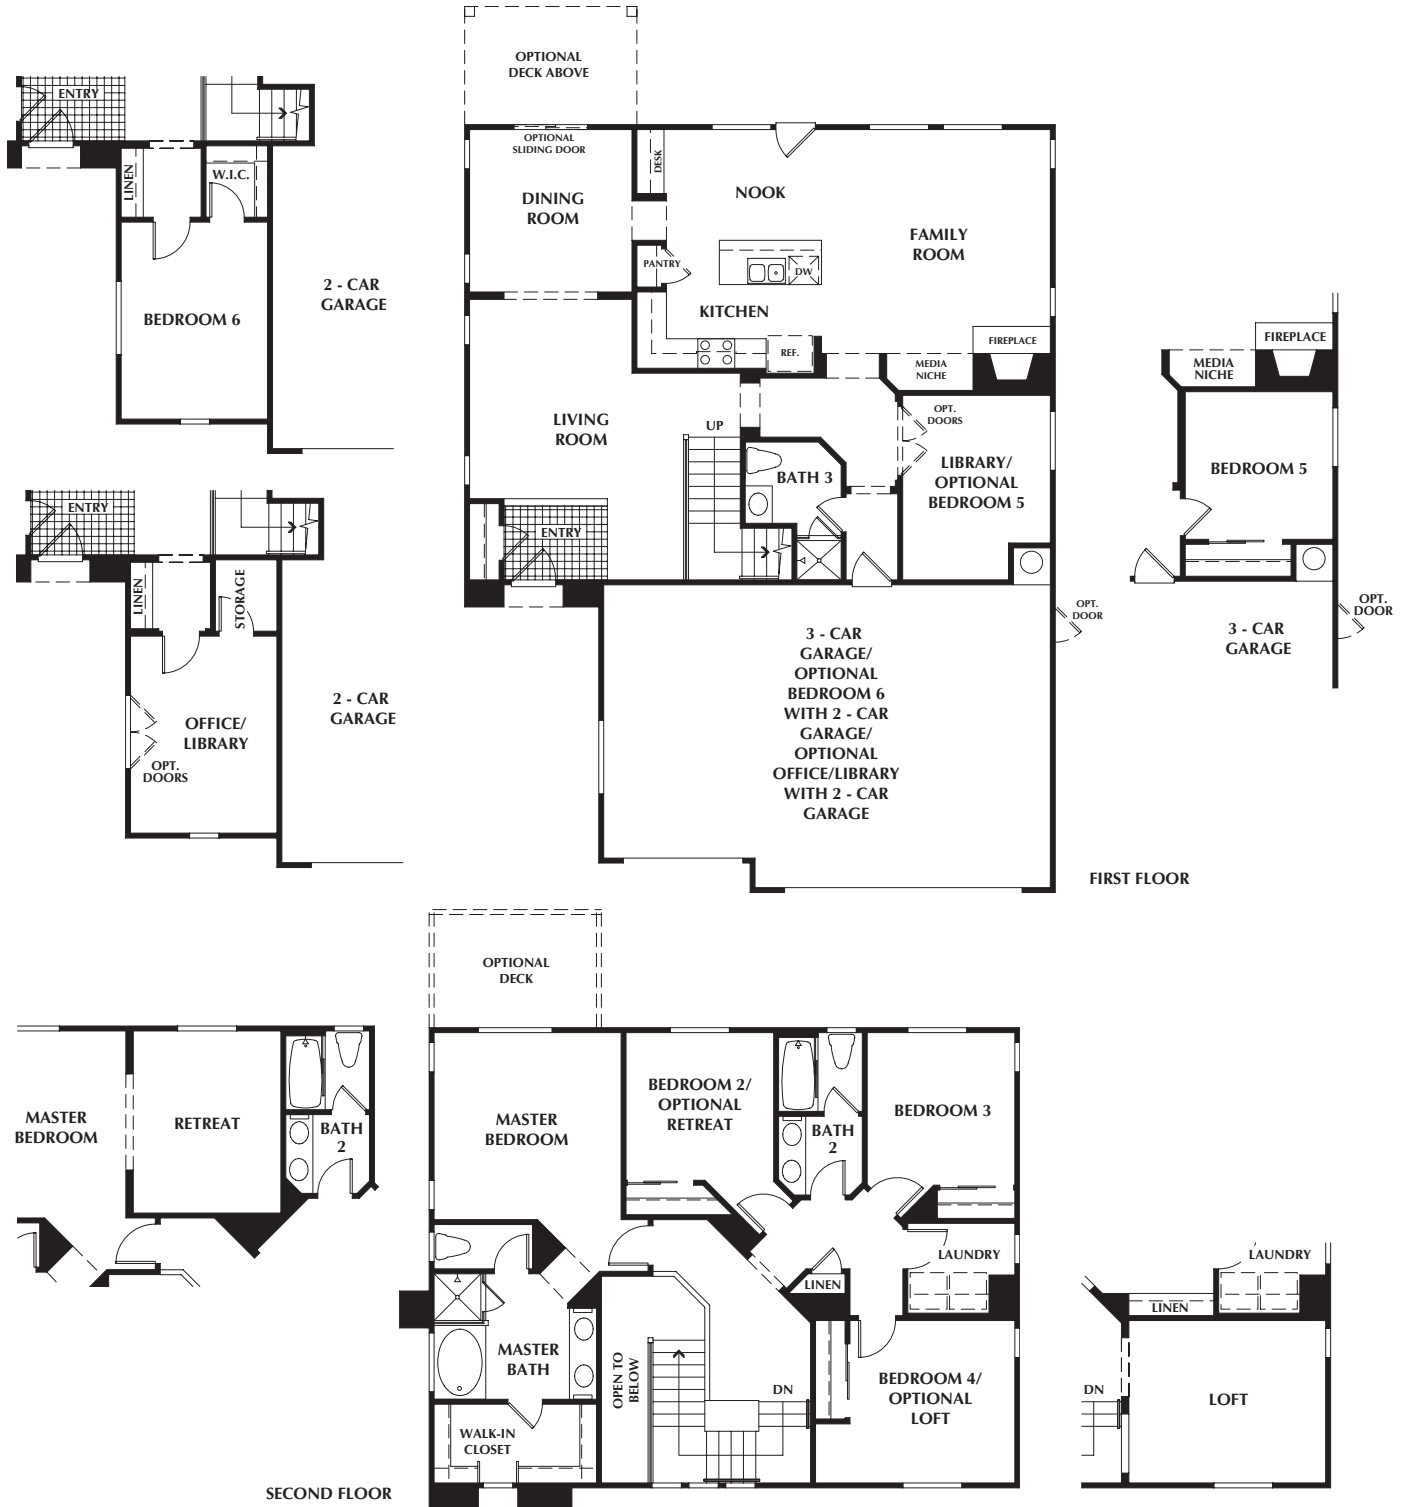 OPTIONAL
DECK ABOVE
ENTRY
LINEN
W.I.C.
BEDROOM 6
2 - CAR
GARAGE
OPTIONAL
SLIDING DOOR
DESK
DINING
ROOM
NOOK
FAMILY
ROOM
PANTRY
DW
KITCHEN
REF.
FIREPLACE
MEDIA
NICHE
LIVING
ROOM
UP
OPT.
DOORS
BATH 3
LIBRARY/
OPTIONAL
BEDROOM 5
ENTRY
3 - CAR
GARAGE/
OPTIONAL
BEDROOM 6
WITH 2 - CAR
GARAGE/
OPTIONAL
OFFICE/LIBRARY
WITH 2 - CAR
GARAGE
OPT.
DOOR
FIREPLACE
MEDIA
NICHE
BEDROOM 5
OPT.
DOOR
3 - CAR
GARAGE
ENTRY
LINEN
STORAGE
OFFICE/
LIBRARY
OPT.
DOORS
2 - CAR
GARAGE
FIRST FLOOR
OPTIONAL
DECK
MASTER
BEDROOM
RETREAT
BATH
2
MASTER
BEDROOM
BEDROOM 2/
OPTIONAL
RETREAT
BATH
2
BEDROOM 3
LAUNDRY
LINEN
MASTER
BATH
OPEN TO
BELOW
DN
BEDROOM 4/
OPTIONAL
LOFT
WALK-IN
CLOSET
LAUNDRY
LINEN
DN
LOFT
SECOND FLOOR